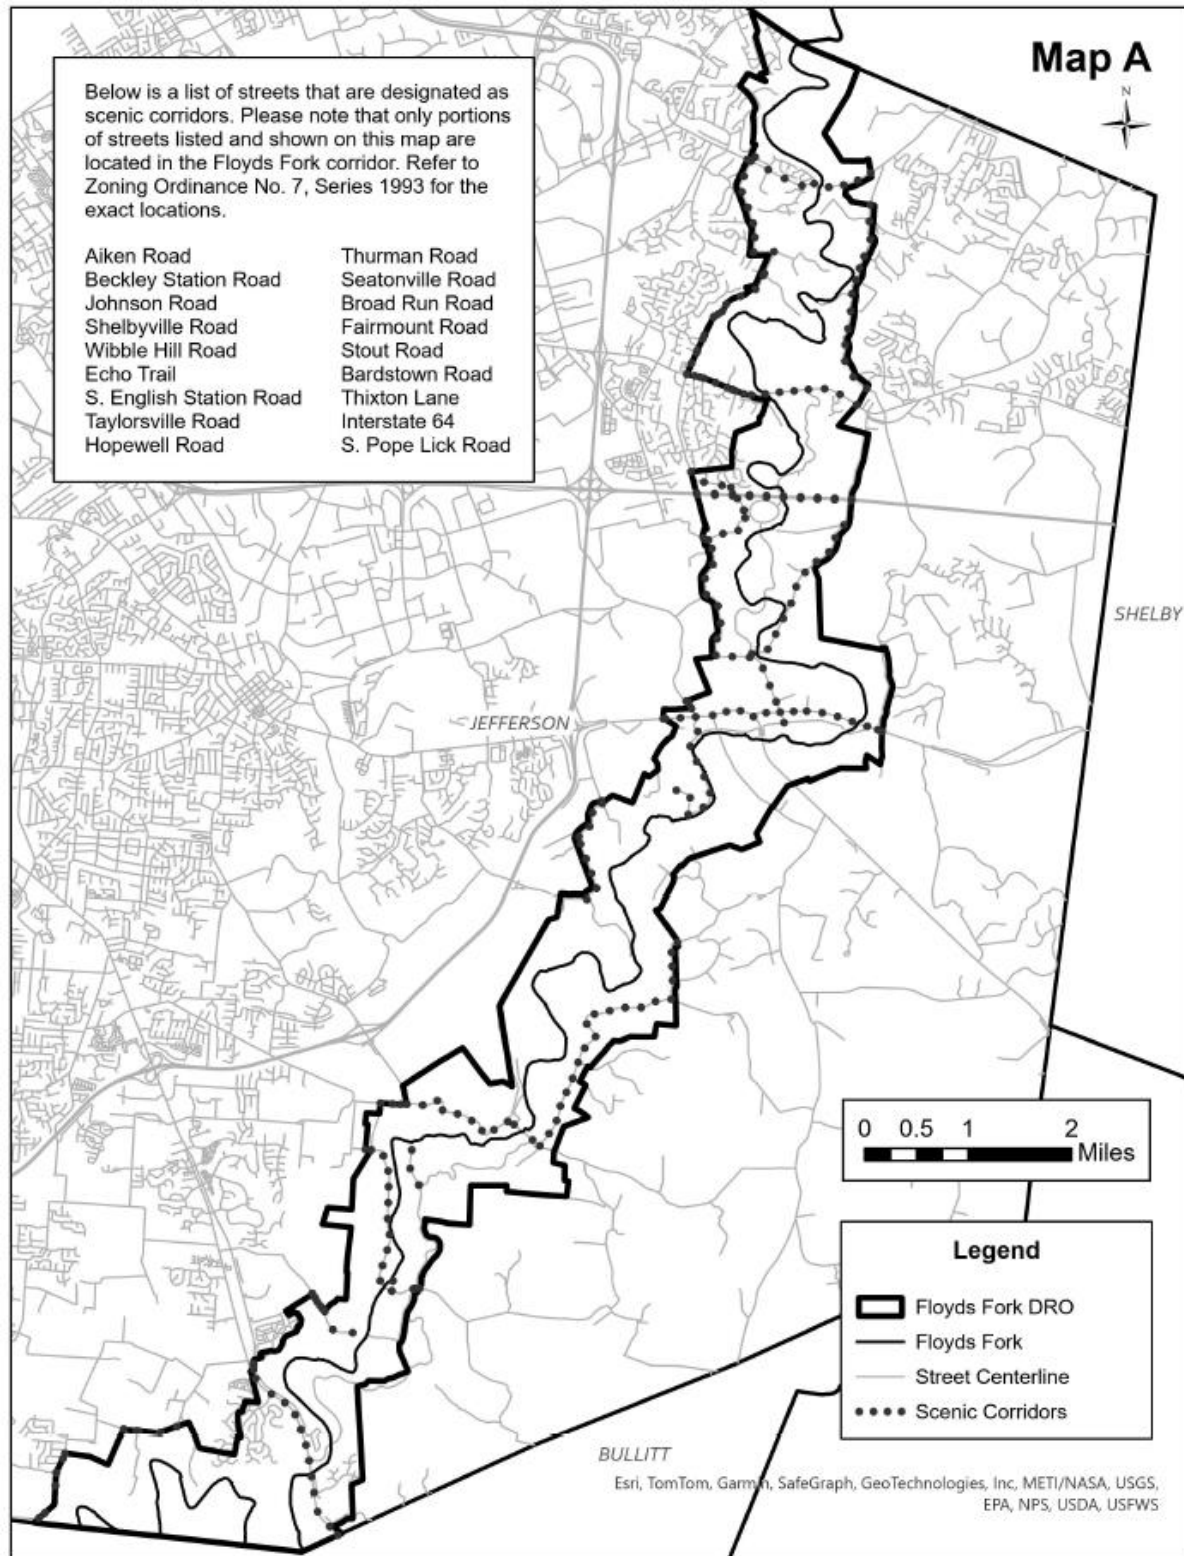 Map A
N
Below is a list of streets that are designated as
scenic corridors. Please note that only portions
of streets listed and shown on this map are
located in the Floyds Fork corridor. Refer to
Zoning Ordinance No. 7, Series 1993 for the
exact locations.
Aiken Road
Beckley Station Road
Johnson Road
Shelbyville Road
Wibble Hill Road
Echo Trail
S. English Station Road
Taylorsville Road
Hopewell Road
Thurman Road
Seatonville Road
Broad Run Road
Fairmount Road
Stout Road
Bardstown Road
Thixton Lane
Interstate 64
S. Pope Lick Road
SHELBY
JEFFERSON
0 0.5 1 2
Miles
Legend
Floyds Fork DRO
Floyds Fork
Street Centerline
Scenic Corridors
BULLITT
Esri, TomTom, Garmin, SafeGraph, GeoTechnologies, Inc, METI/NASA, USGS,
EPA, NPS, USDA, USFWS